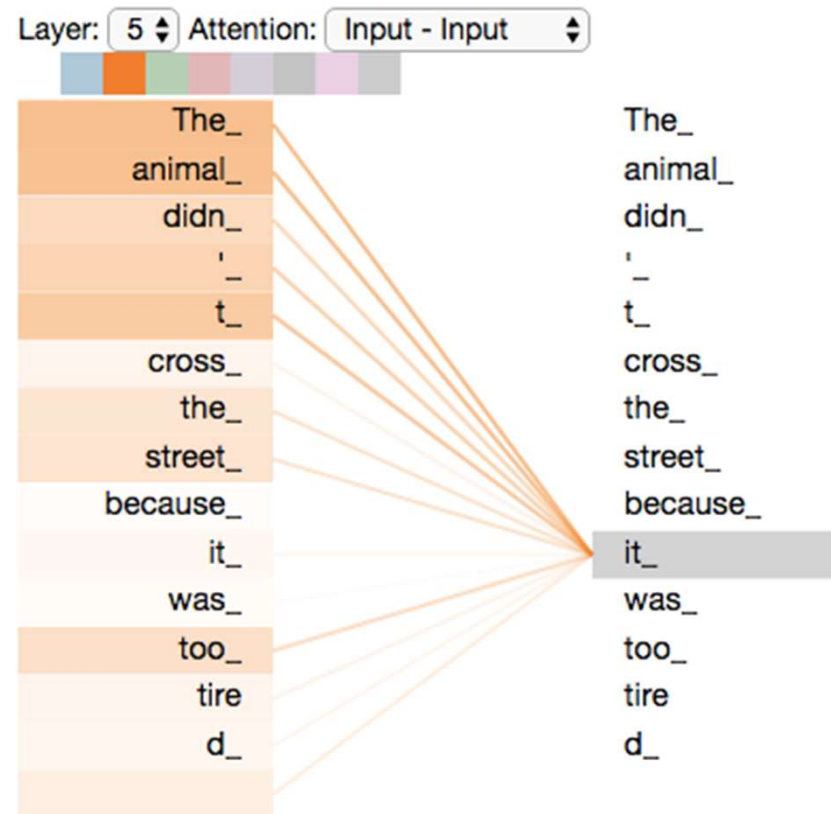 Layer: 5 Attention: Input - Input
The_ The_
animal_ animal_
didn_ didn_
'_ '_
t_ t_
cross_ cross_
the_ the_
street_ street_
because_ because_
it_ it_
was_ was_
too_ too_
tire tire
d_ d_